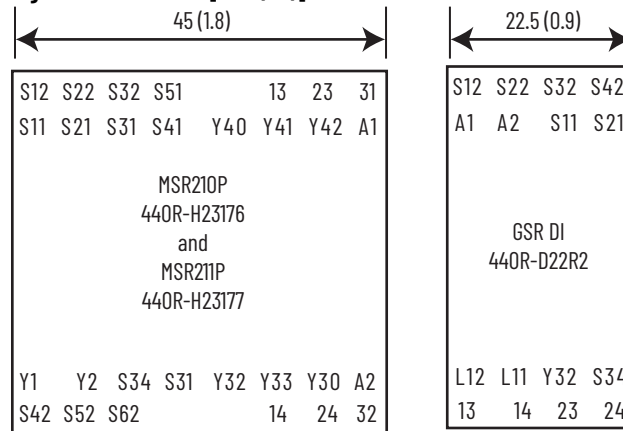 45 (1.8)
S12 S22 S32 S51 13 23 31
S11 S21 S31 S41 Y40 Y41 Y42 A1
MSR210P
440R-H23176
and
MSR211P
440R-H23177
Y1 Y2 S34 S31 Y32 Y33 Y30 A2
S42 S52 S62 14 24 32
22.5 (0.9)
S12 S22 S32 S42
A1 A2 S11 S21
GSR DI
440R-D22R2
L12 L11 Y32 S34
13 14 23 24